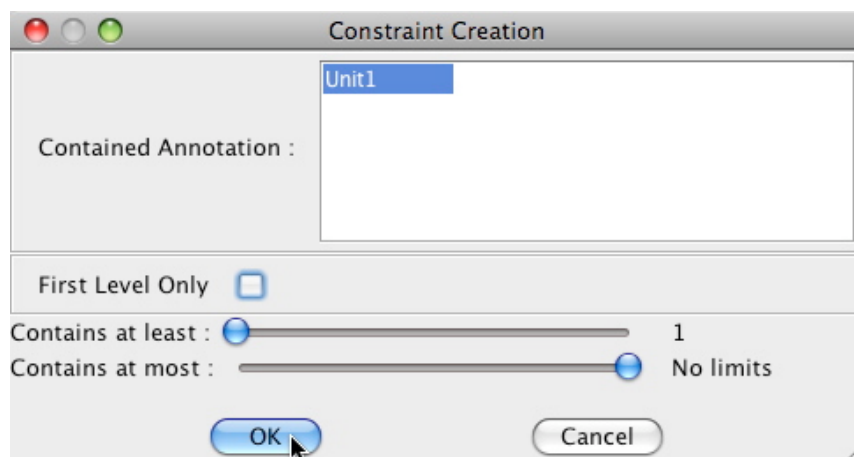 Constraint Creation
Unit1
Contained Annotation :
First Level Only
Contains at least : 1
Contains at most : No limits
OK Cancel